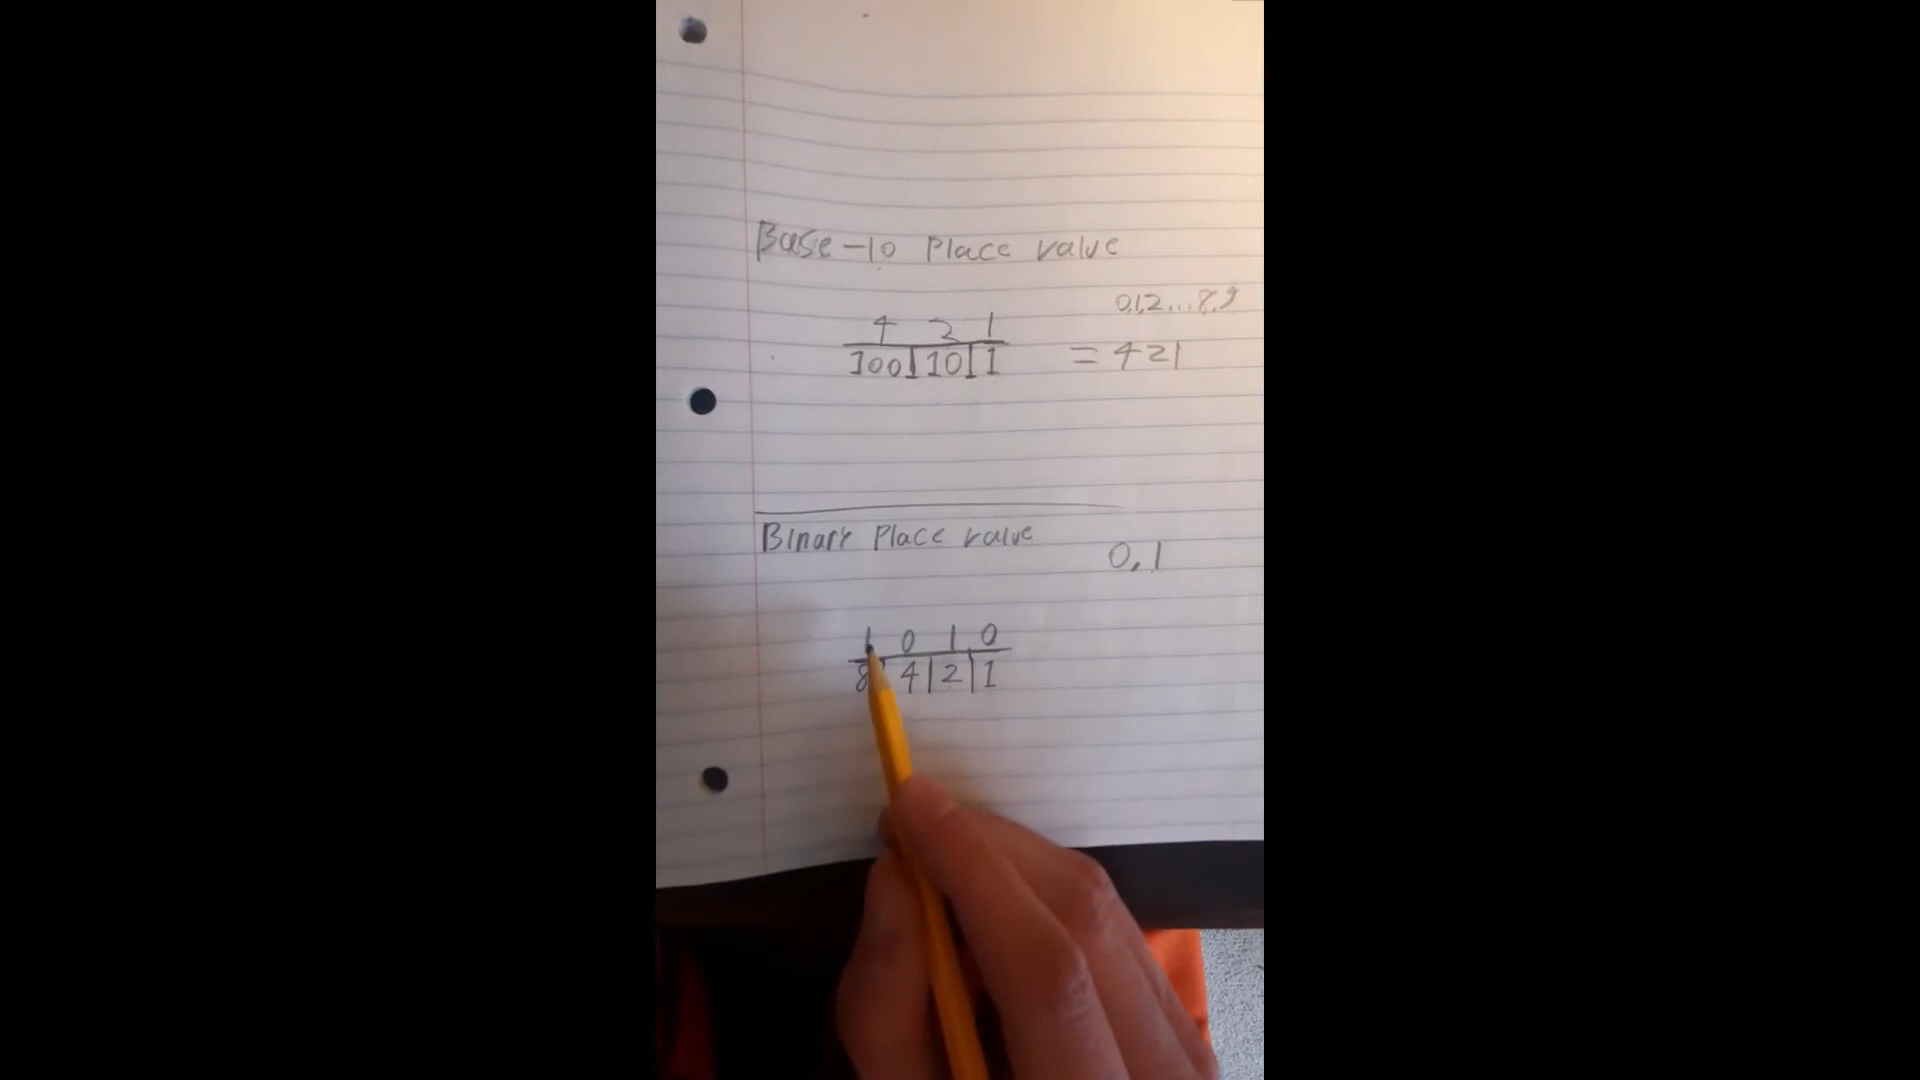 Base-10 Place value
0,1,2...8,9
4 2 1
100|10|1 = 421
Binary Place value
0,1
1 0 1 0
8|4|2|1